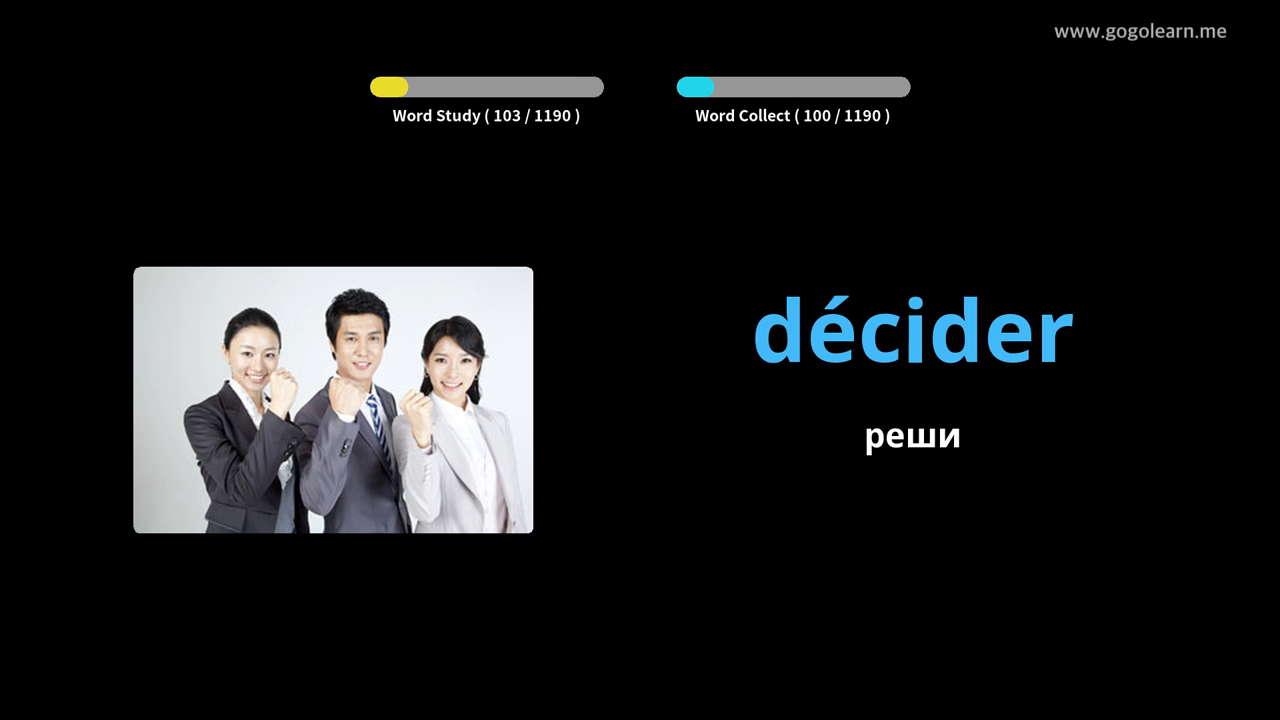 www.gogolearn.me
Word Study ( 103 / 1190 )
Word Collect ( 100 / 1190 )
décider
реши